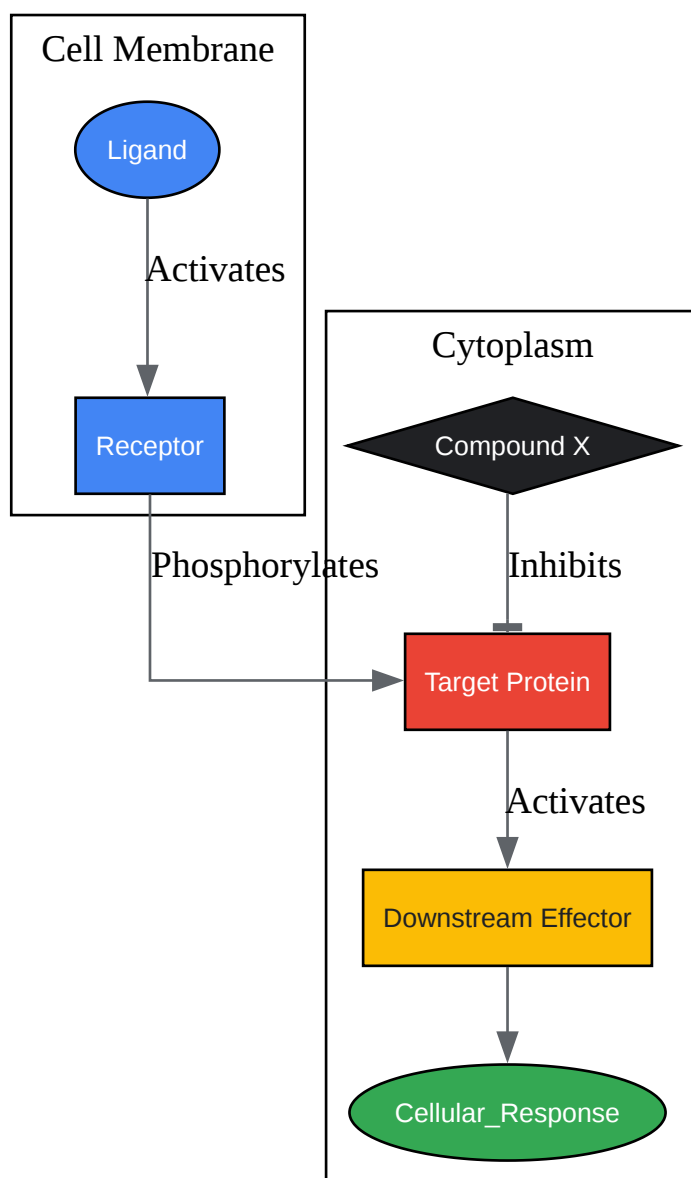 Cell Membrane
Ligand
Activates
Receptor
Cytoplasm
Compound X
Phosphorylates
Inhibits
Target Protein
Activates
Downstream Effector
Cellular_Response